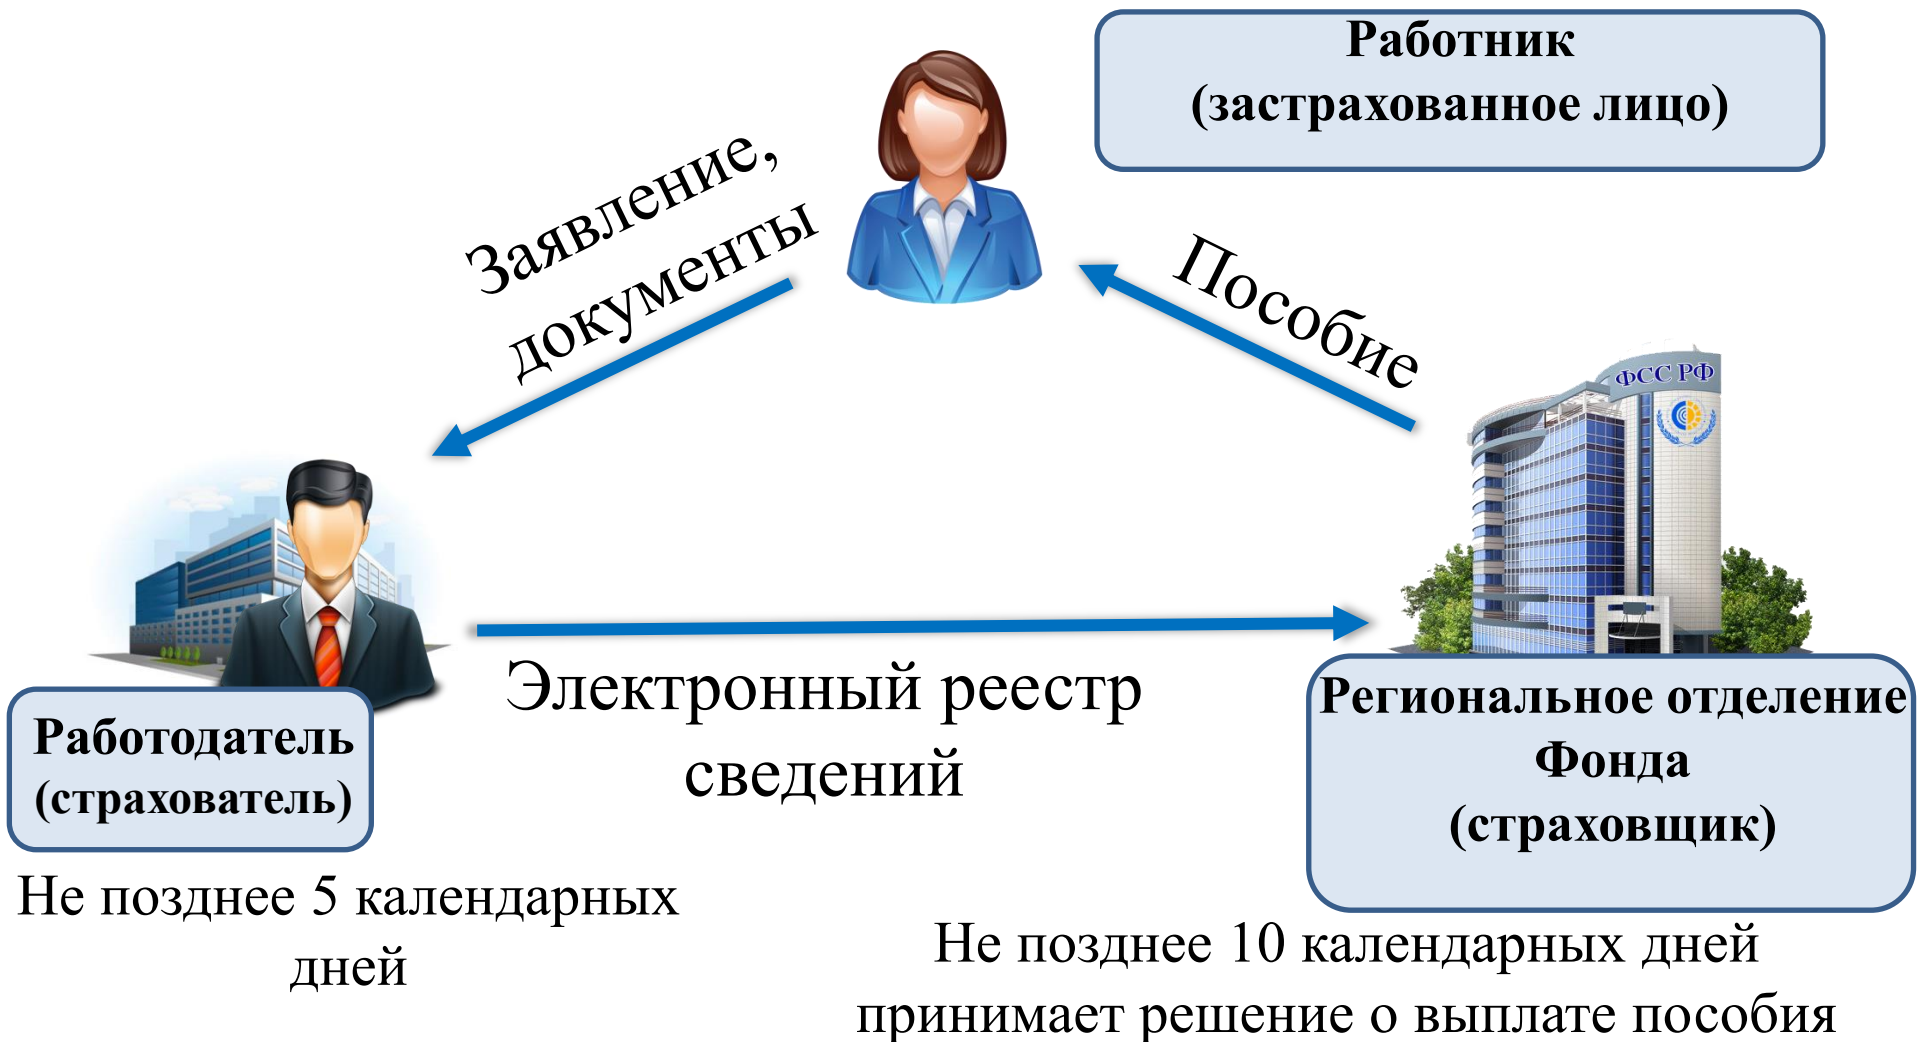 Работник
(застрахованное лицо)
Заявление,
документы
Пособие
ФСС РФ
Электронный реестр
сведений
Работодатель
(страхователь)
Региональное отделение
Фонда
(страховщик)
Не позднее 5 календарных
дней
Не позднее 10 календарных дней
принимает решение о выплате пособия